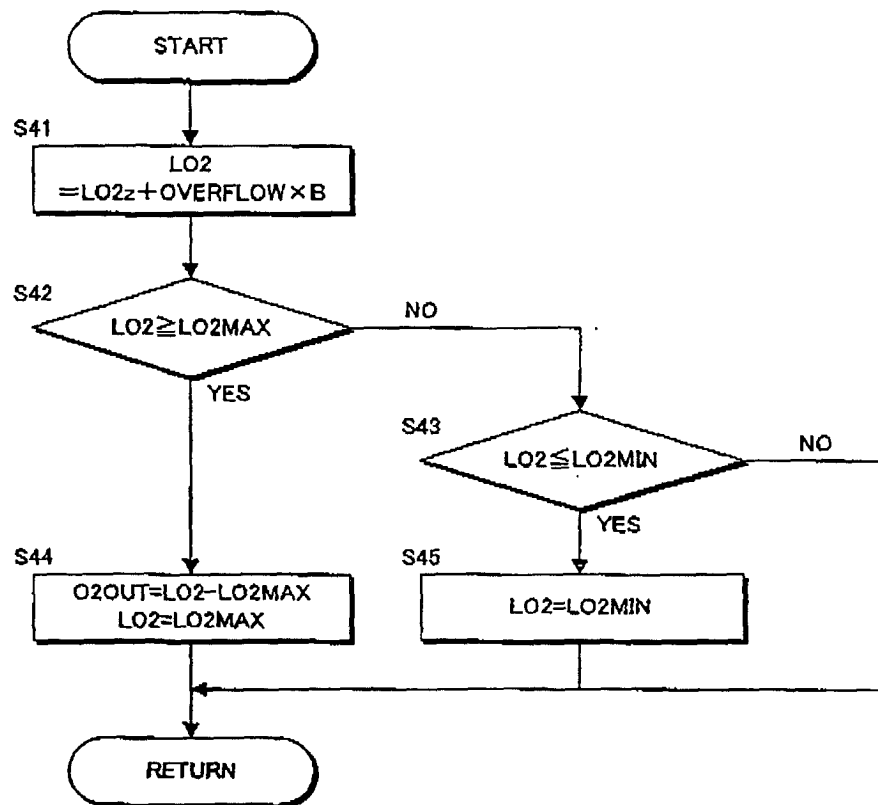 START
S41
LO2
=LO2z+OVERFLOW×B
S42
LO2≧LO2MAX
NO
YES
S43
LO2≦LO2MIN
NO
YES
S44
O2OUT=LO2-LO2MAX
LO2=LO2MAX
S45
LO2=LO2MIN
RETURN